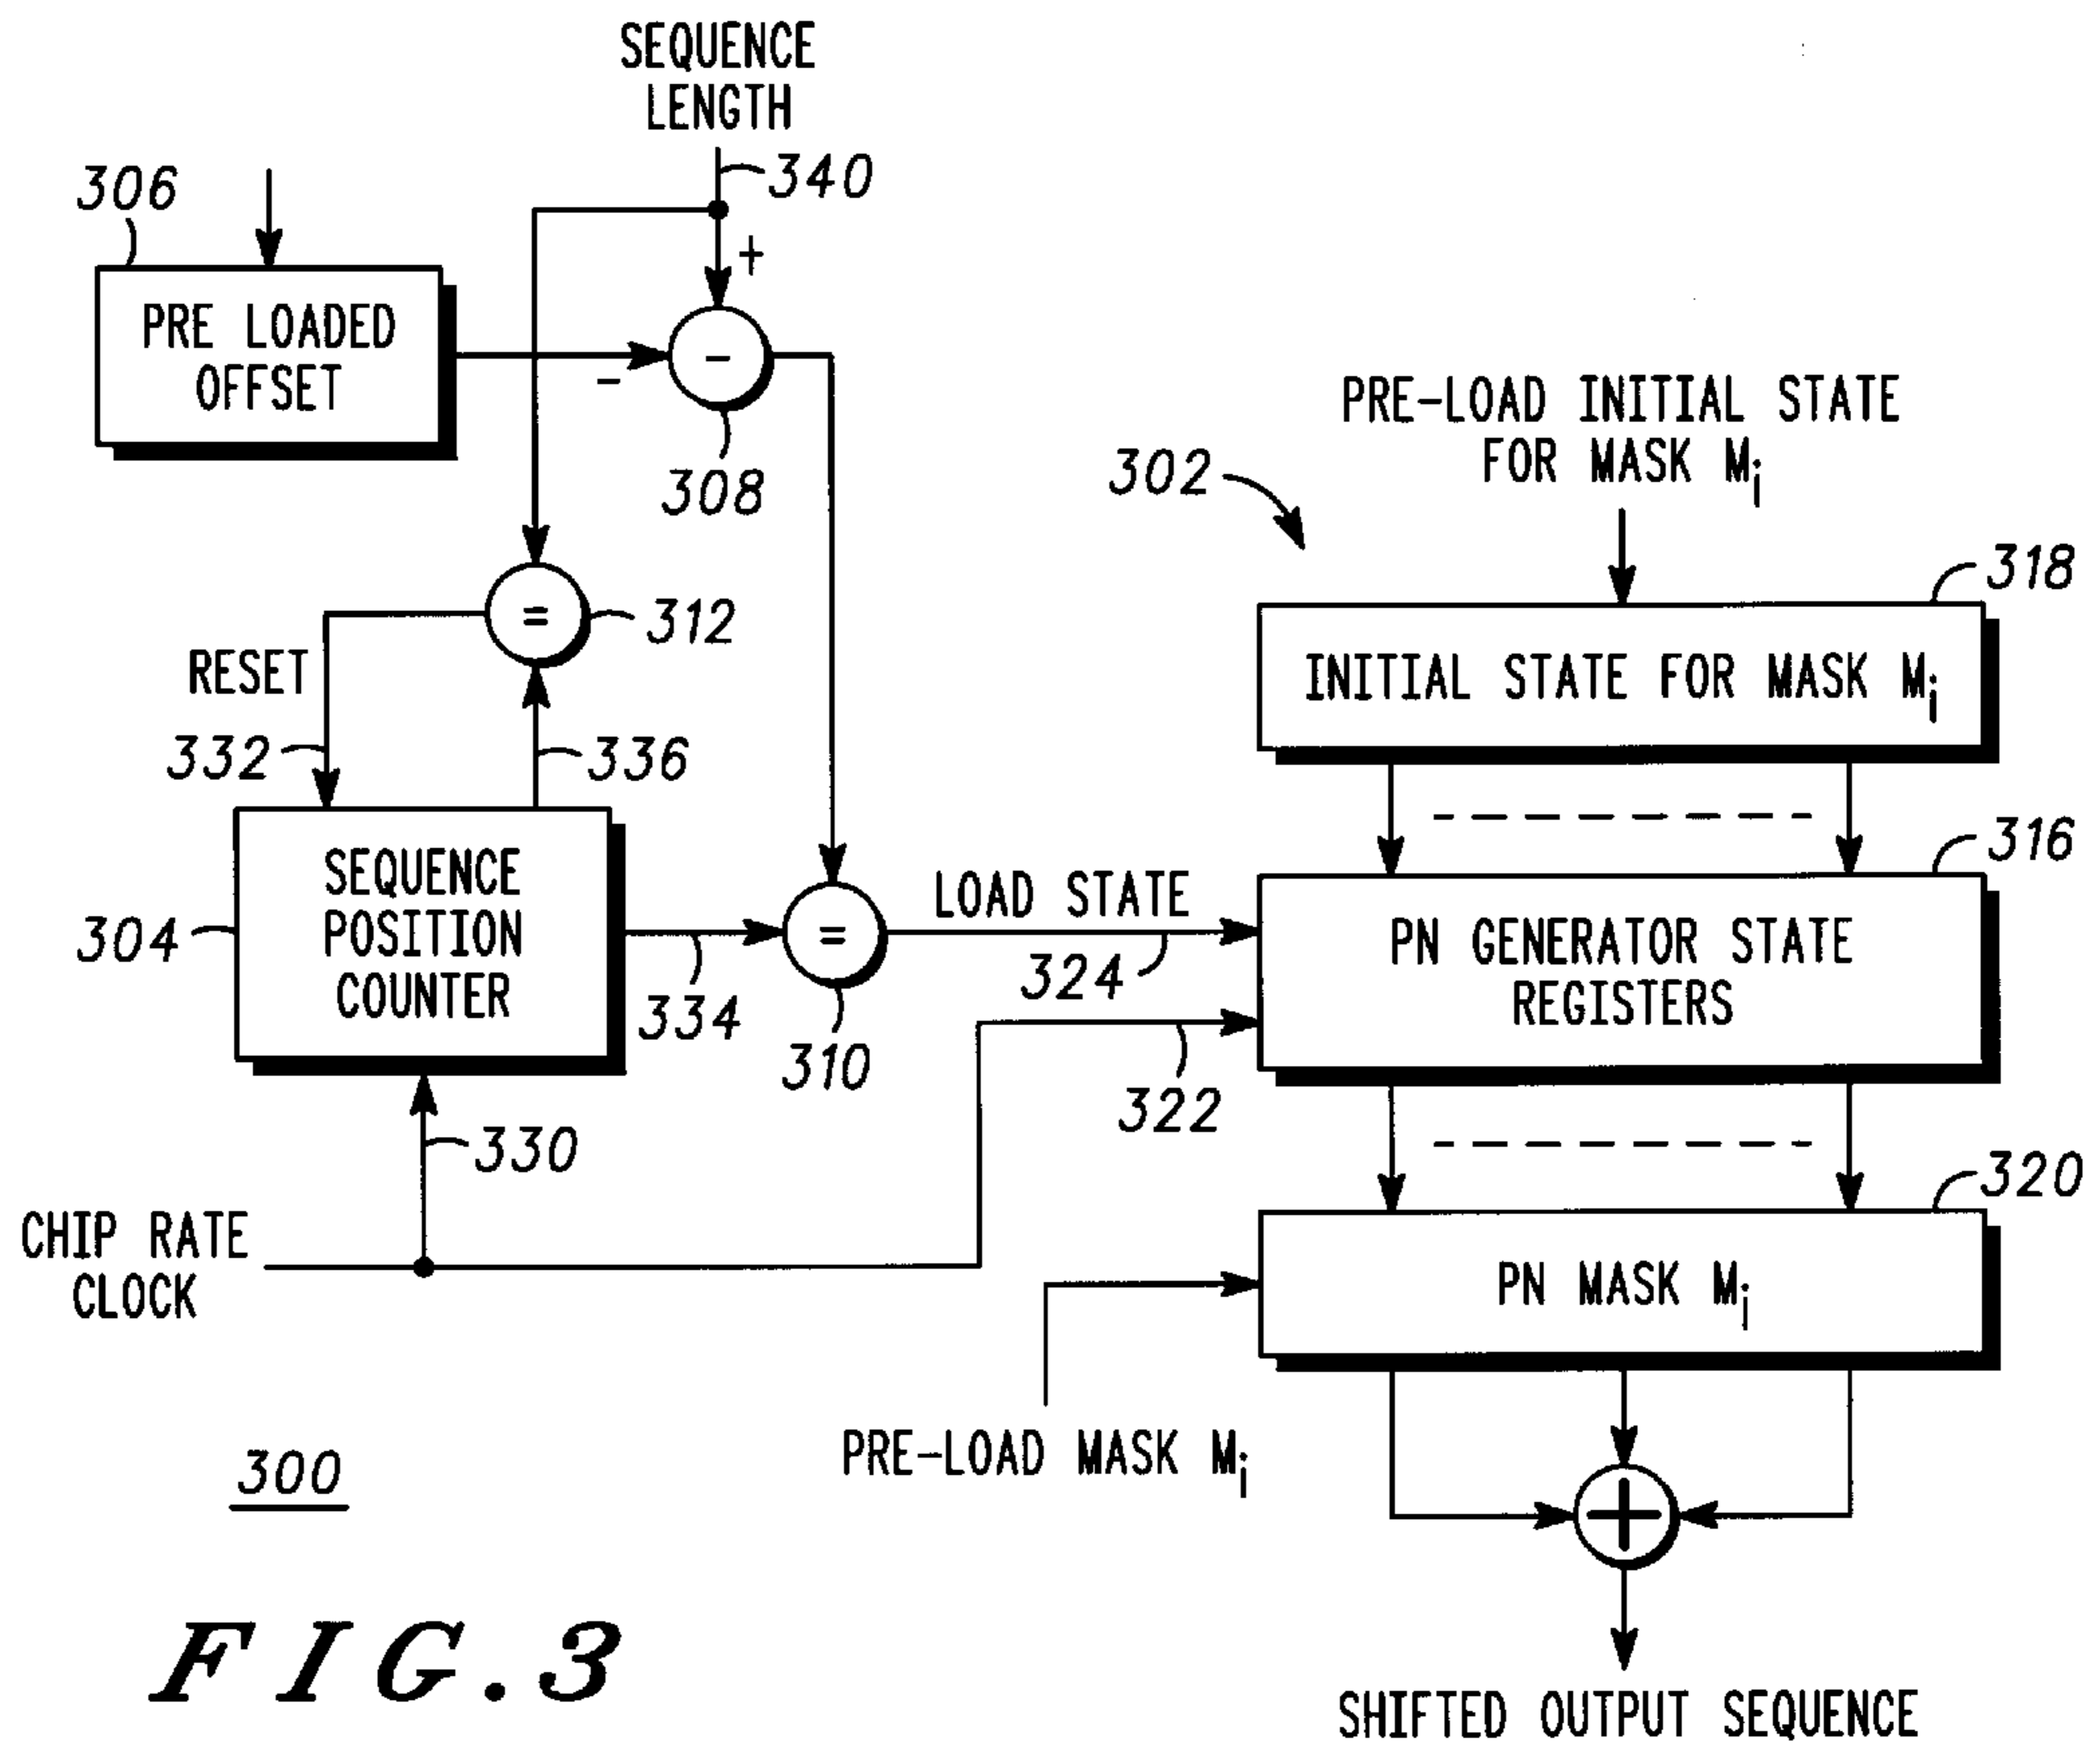 SEQUENCE
LENGTH
340
306
+
PRE LOADED
OFFSET
-
-
308
PRE-LOAD INITIAL STATE
FOR MASK Mi
302
318
=
312
RESET
INITIAL STATE FOR MASK Mi
332
336
316
SEQUENCE
POSITION
COUNTER
304
334
=
310
LOAD STATE
324
PN GENERATOR STATE
REGISTERS
322
330
320
CHIP RATE
CLOCK
PN MASK Mi
PRE-LOAD MASK Mi
300
+
FIG.3
SHIFTED OUTPUT SEQUENCE